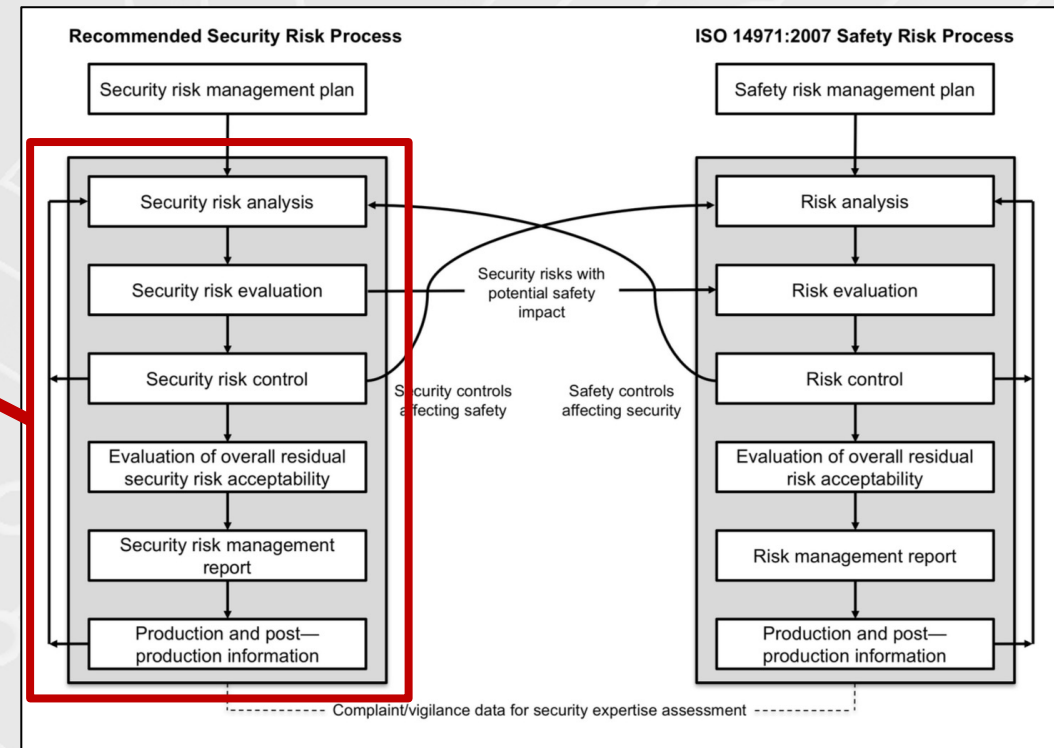 Recommended Security Risk Process
ISO 14971:2007 Safety Risk Process
Security risk management plan
Safety risk management plan
Security risk analysis
Risk analysis
Security risks with
potential safety
impact
Security risk evaluation
Risk evaluation
Security risk control
Risk control
Security controls
affecting safety
Safety controls
affecting security
Evaluation of overall residual
security risk acceptability
Evaluation of overall residual
risk acceptability
Security risk management
report
Risk management report
Production and post—
production information
Production and post—
production information
Complaint/vigilance data for security expertise assessment